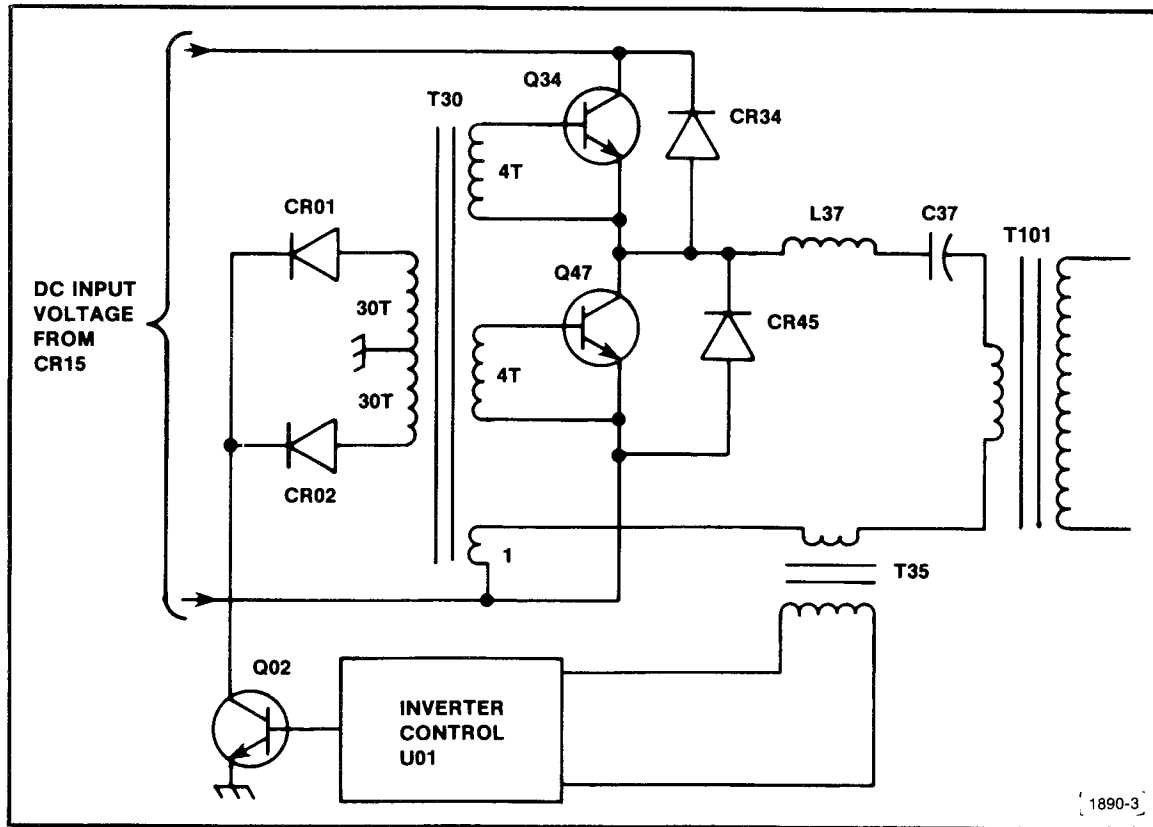 Q34
T30
CR34
4T
CR01
L37
C37
T101
Q47
DC INPUT
VOLTAGE
FROM
CR15
30T
CR45
4T
30T
CR02
1
T35
Q02
INVERTER
CONTROL
U01
1890-3